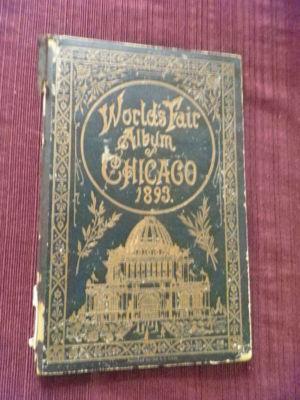 World's Fair
Album of
CHICAGO
1893.